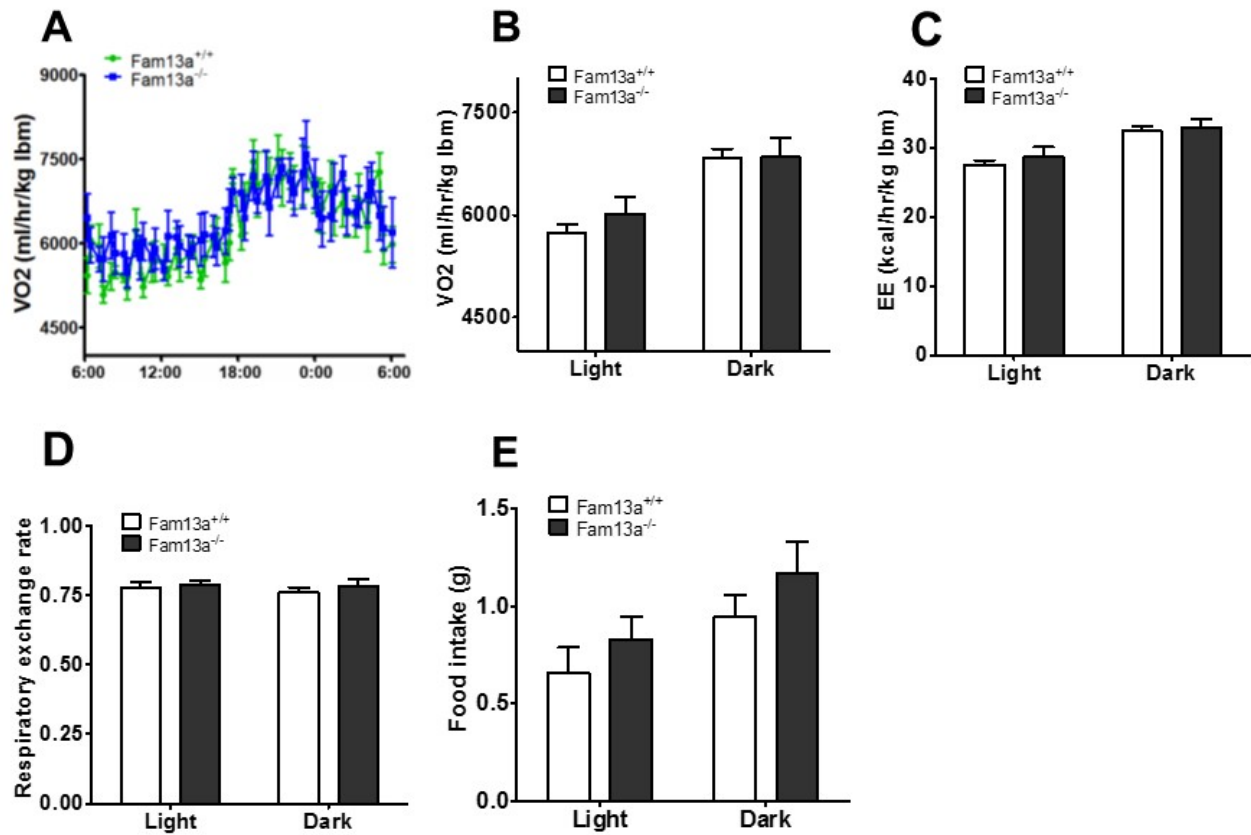 A
Fam13a+/+
Fam13a-/-
9000
7500
6000
4500
VO2 (ml/hr/kg lbm)
6:00 12:00 18:00 0:00 6:00
B
Fam13a+/+
Fam13a-/-
7500
6000
4500
VO2 (ml/hr/kg lbm)
Light Dark
C
Fam13a+/+
Fam13a-/-
40
30
20
10
0
EE (kcal/hr/kg lbm)
Light Dark
D
Fam13a+/+
Fam13a-/-
1.00
0.75
0.50
0.25
0.00
Respiratory exchange rate
Light Dark
E
Fam13a+/+
Fam13a-/-
1.5
1.0
0.5
0.0
Food intake (g)
Light Dark